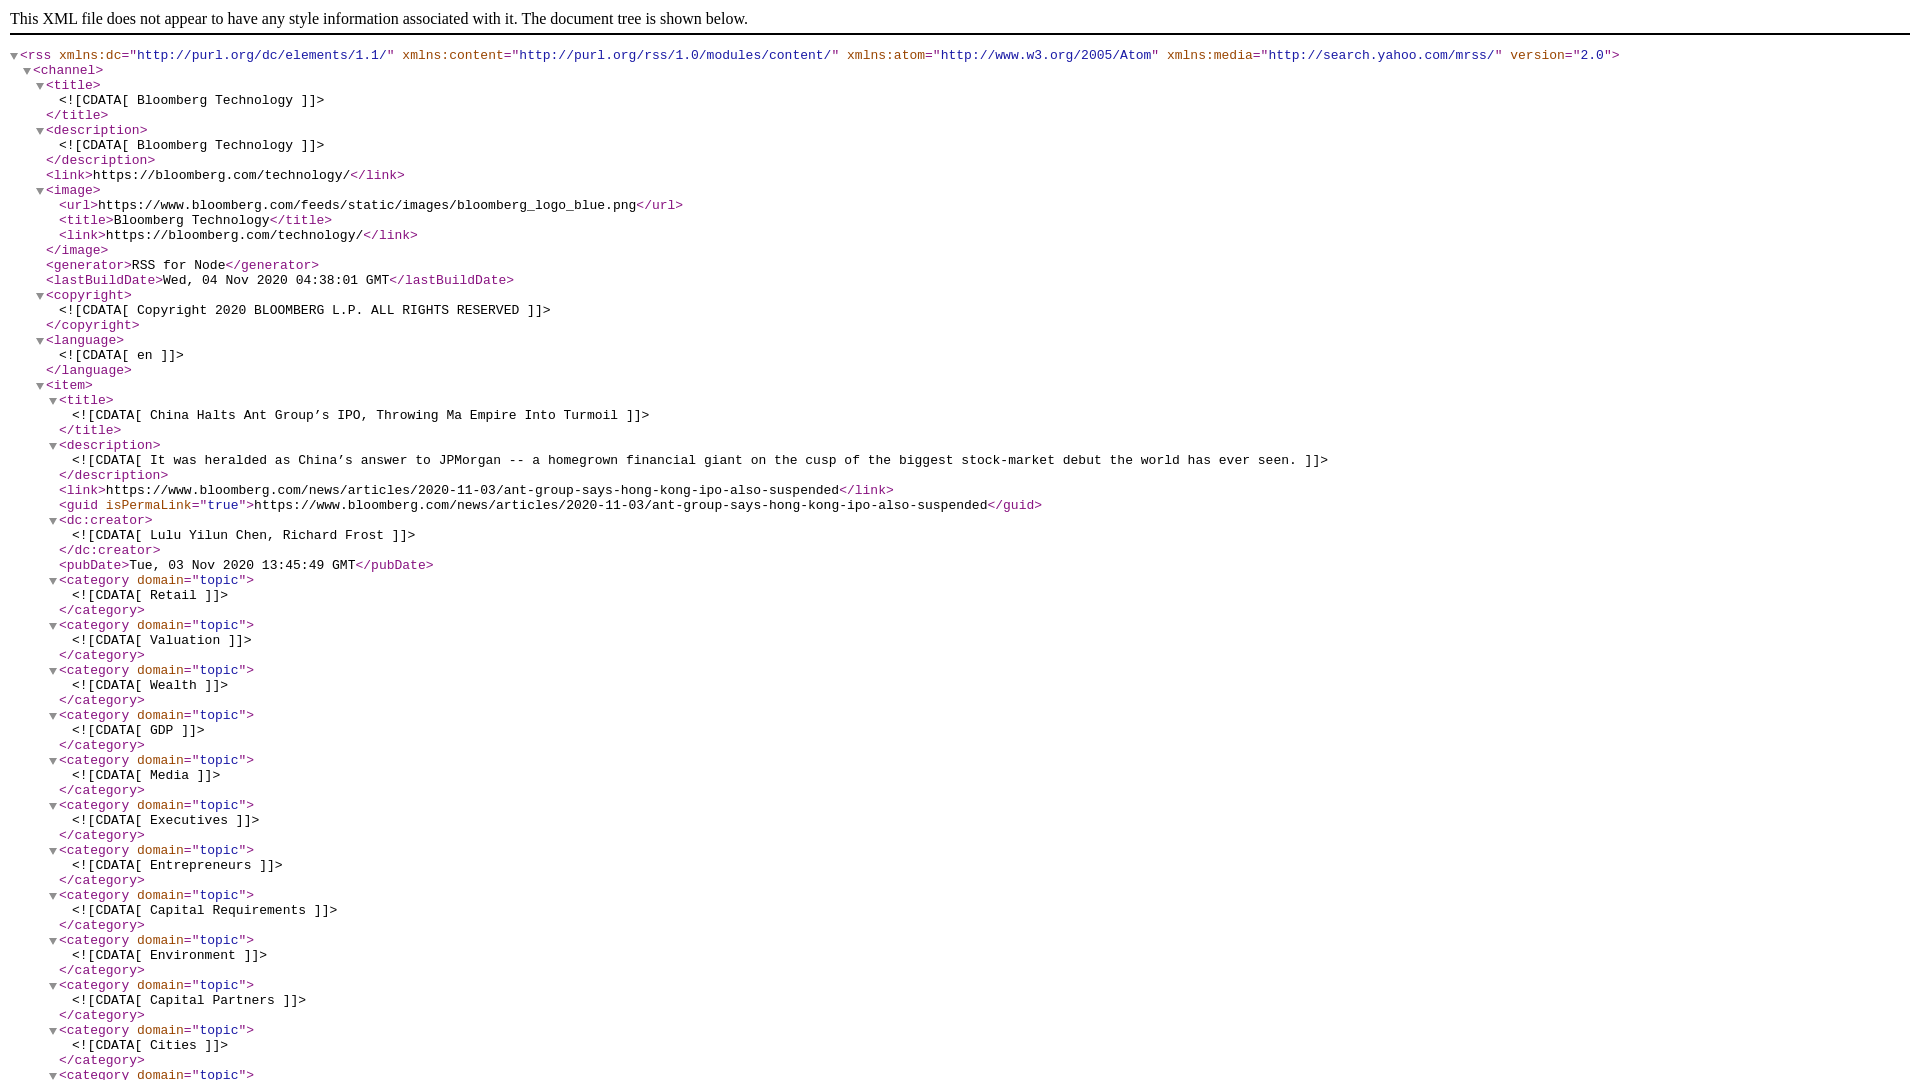 This XML file does not appear to have any style information associated with it. The document tree is shown below.
<rss xmlns:dc="http://purl.org/dc/elements/1.1/" xmlns:content="http://purl.org/rss/1.0/modules/content/" xmlns:atom="http://www.w3.org/2005/Atom" xmlns:media="http://search.yahoo.com/mrss/" version="2.0">
<channel>
<title>
<![CDATA[ Bloomberg Technology ]]>
</title>
<description>
<![CDATA[ Bloomberg Technology ]]>
</description>
<link>https://bloomberg.com/technology/</link>
<image>
<url>https://www.bloomberg.com/feeds/static/images/bloomberg_logo_blue.png</url>
<title>Bloomberg Technology</title>
<link>https://bloomberg.com/technology/</link>
</image>
<generator>RSS for Node</generator>
<lastBuildDate>Wed, 04 Nov 2020 04:38:01 GMT</lastBuildDate>
<copyright>
<![CDATA[ Copyright 2020 BLOOMBERG L.P. ALL RIGHTS RESERVED ]]>
</copyright>
<language>
<![CDATA[ en ]]>
</language>
<item>
<title>
<![CDATA[ China Halts Ant Group’s IPO, Throwing Ma Empire Into Turmoil ]]>
</title>
<description>
<![CDATA[ It was heralded as China’s answer to JPMorgan -- a homegrown financial giant on the cusp of the biggest stock-market debut the world has ever seen. ]]>
</description>
<link>https://www.bloomberg.com/news/articles/2020-11-03/ant-group-says-hong-kong-ipo-also-suspended</link>
<guid isPermaLink="true">https://www.bloomberg.com/news/articles/2020-11-03/ant-group-says-hong-kong-ipo-also-suspended</guid>
<dc:creator>
<![CDATA[ Lulu Yilun Chen, Richard Frost ]]>
</dc:creator>
<pubDate>Tue, 03 Nov 2020 13:45:49 GMT</pubDate>
<category domain="topic">
<![CDATA[ Retail ]]>
</category>
<category domain="topic">
<![CDATA[ Valuation ]]>
</category>
<category domain="topic">
<![CDATA[ Wealth ]]>
</category>
<category domain="topic">
<![CDATA[ GDP ]]>
</category>
<category domain="topic">
<![CDATA[ Media ]]>
</category>
<category domain="topic">
<![CDATA[ Executives ]]>
</category>
<category domain="topic">
<![CDATA[ Entrepreneurs ]]>
</category>
<category domain="topic">
<![CDATA[ Capital Requirements ]]>
</category>
<category domain="topic">
<![CDATA[ Environment ]]>
</category>
<category domain="topic">
<![CDATA[ Capital Partners ]]>
</category>
<category domain="topic">
<![CDATA[ Cities ]]>
</category>
<category domain="topic">